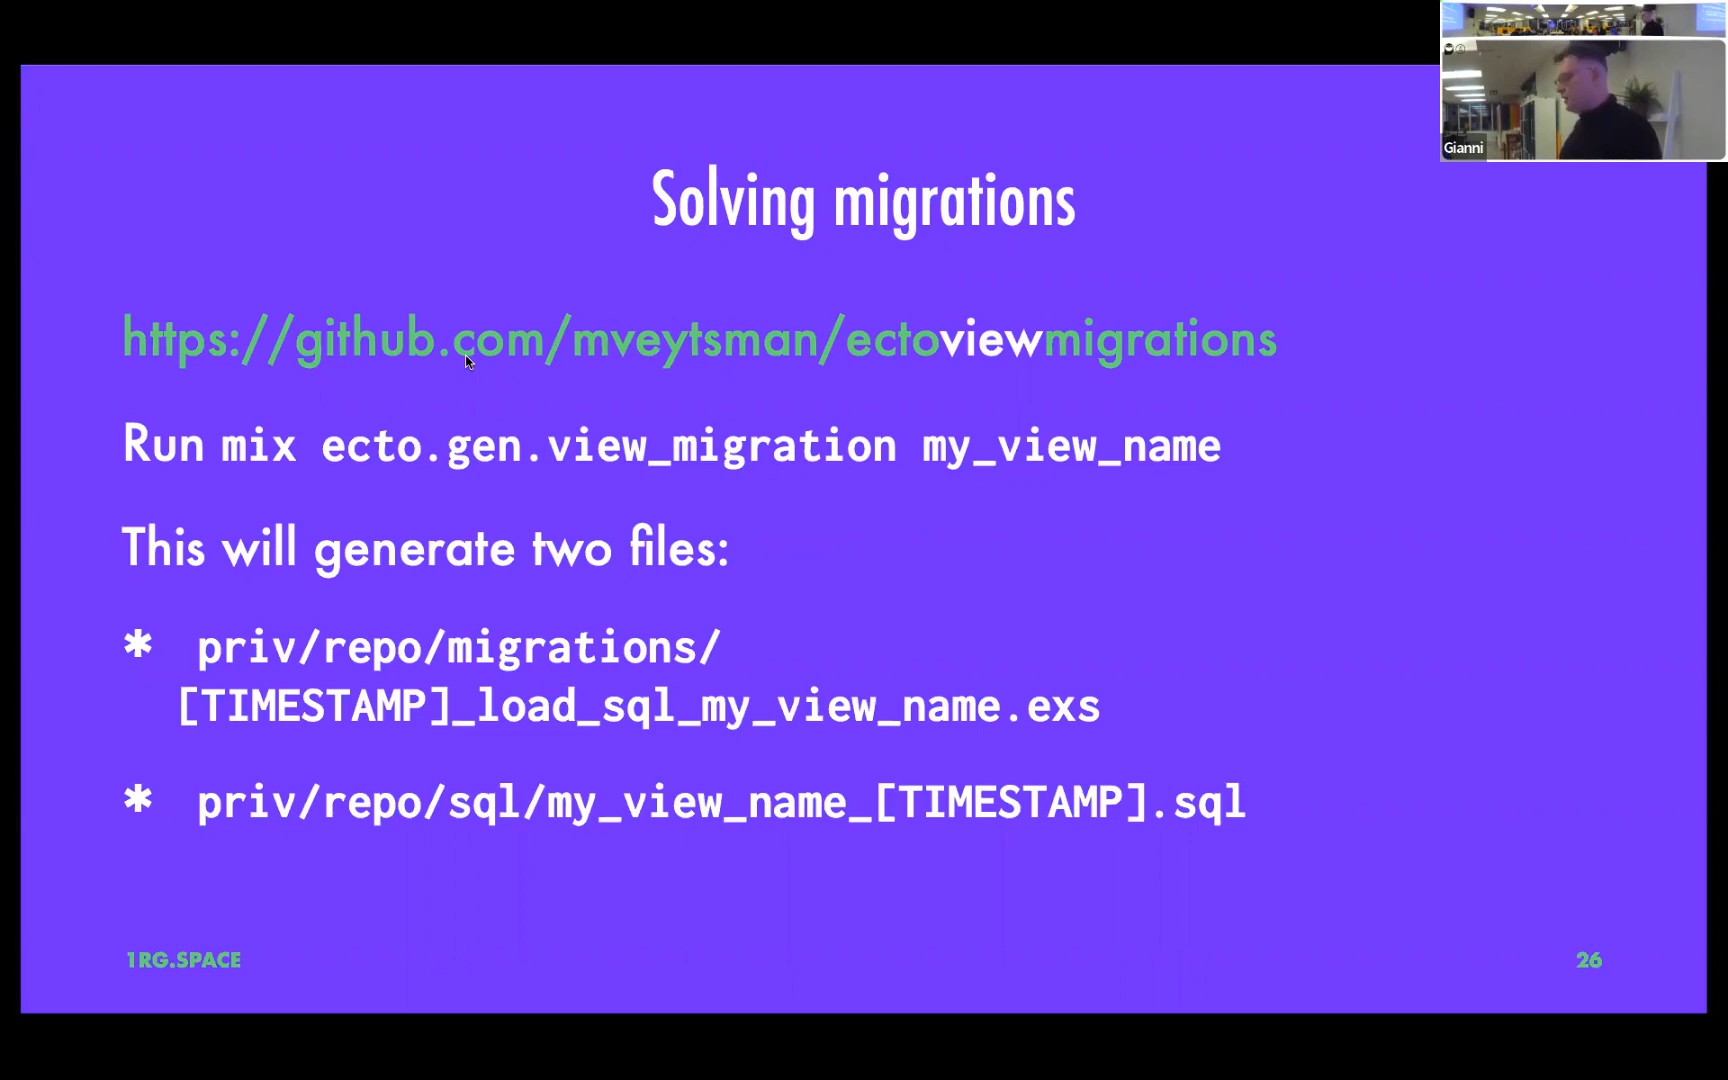 Gianni
Solving migrations
https://github.com/mveytsman/ectoviewmigrations
Run mix ecto.gen.view_migration my_view_name
This will generate two files:
* priv/repo/migrations/
[TIMESTAMP]_load_sql_my_view_name.exs
* priv/repo/sql/my_view_name_[TIMESTAMP].sql
1RG.SPACE
26